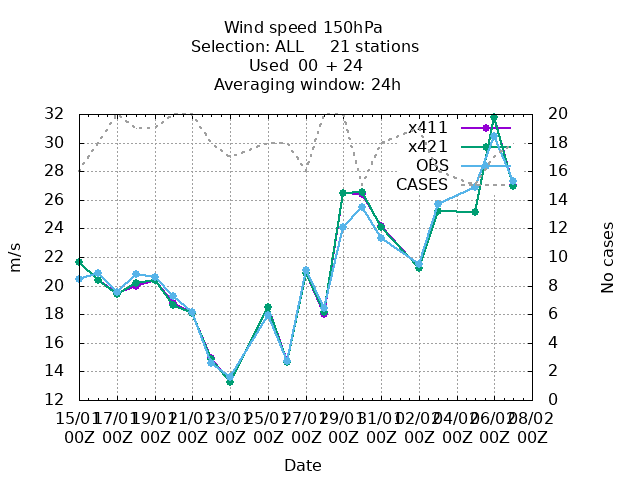 Wind speed 150hPa
Selection: ALL 21 stations
Used 00 + 24
Averaging window: 24h
32 20
x411
30 18
x421
OBS
28 16
CASES
26 14
24 12
22 10
20 8
18 6
16 4
14 2
12 0
m/s
No cases
15/01 17/01 19/01 21/01 23/01 25/01 27/01 29/01 31/01 02/02 04/02 06/02 08/02
00Z 00Z 00Z 00Z 00Z 00Z 00Z 00Z 00Z 00Z 00Z 00Z 00Z
Date